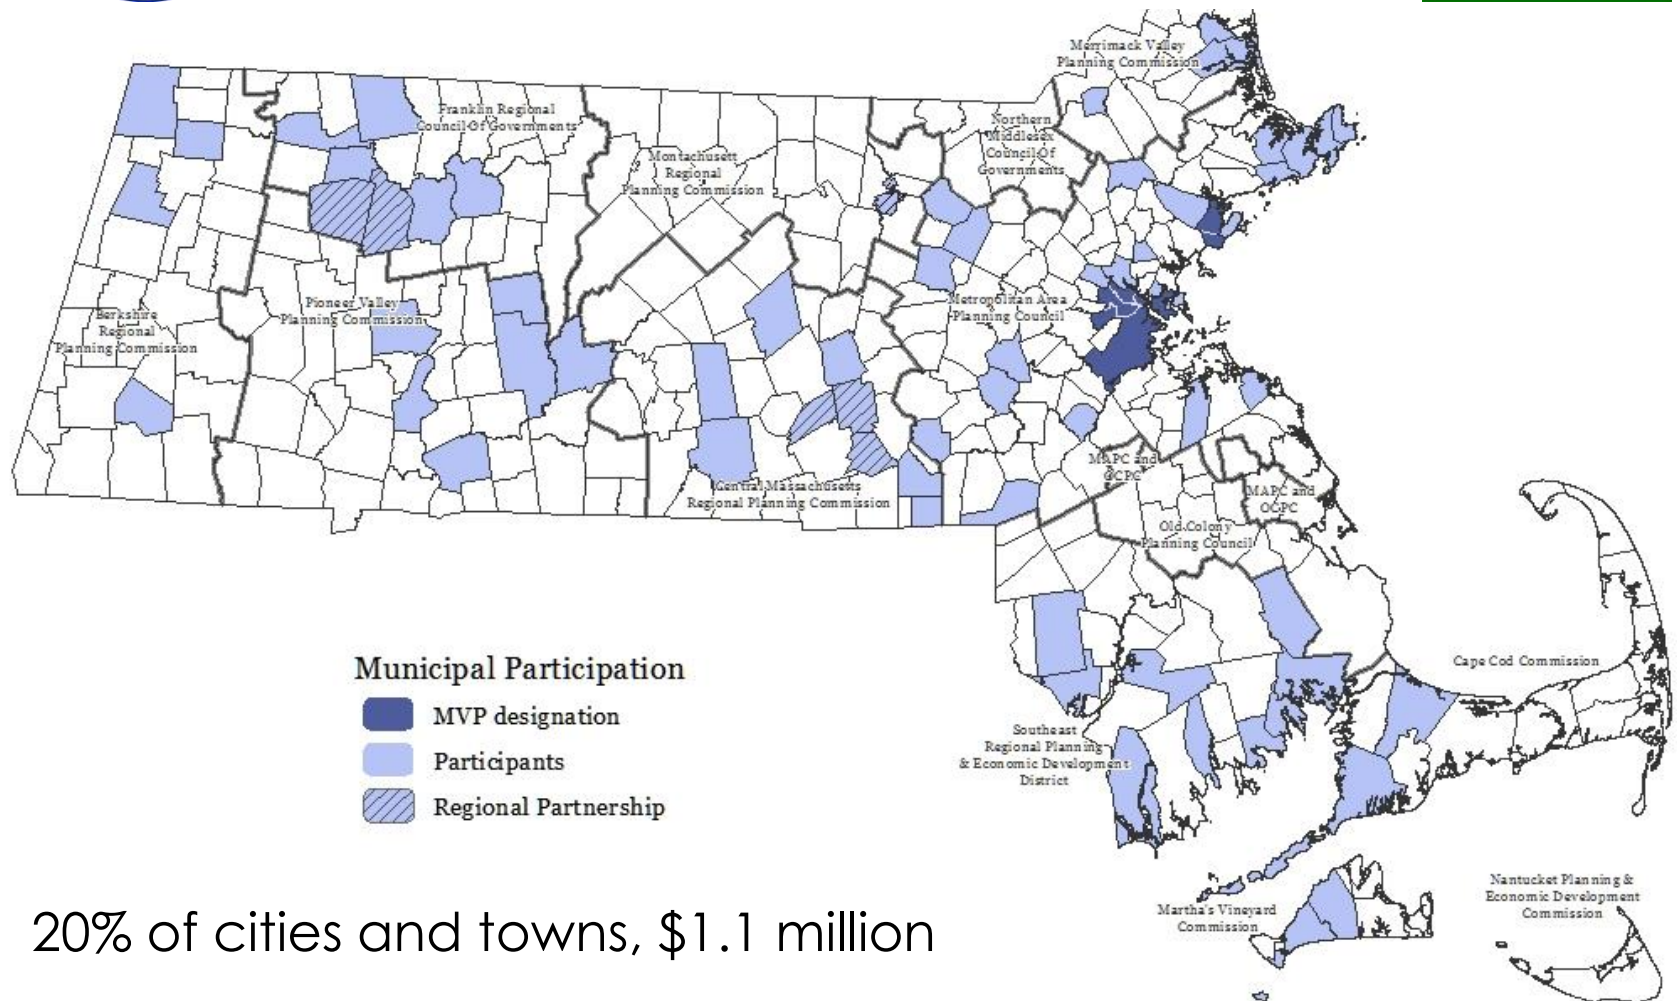 Merrimack Valley
Planning Commission
Franklin Regional
Council Of Governments
Northern
Middlesex
Council Of
Governments
Montachusett
Regional
Planning Commission
Berkshire
Regional
Planning Commission
Pioneer Valley
Planning Commission
Metropolitan Area
Planning Council
MAPC and
OCPC
MAPC and
OCPC
Central Massachusetts
Regional Planning Commission
Old Colony
Planning Council
Municipal Participation
MVP designation
Participants
Regional Partnership
Cape Cod Commission
Southeast
Regional Planning
& Economic Development
District
Martha's Vineyard
Commission
Nantucket Planning &
Economic Development
Commission
20% of cities and towns, $1.1 million